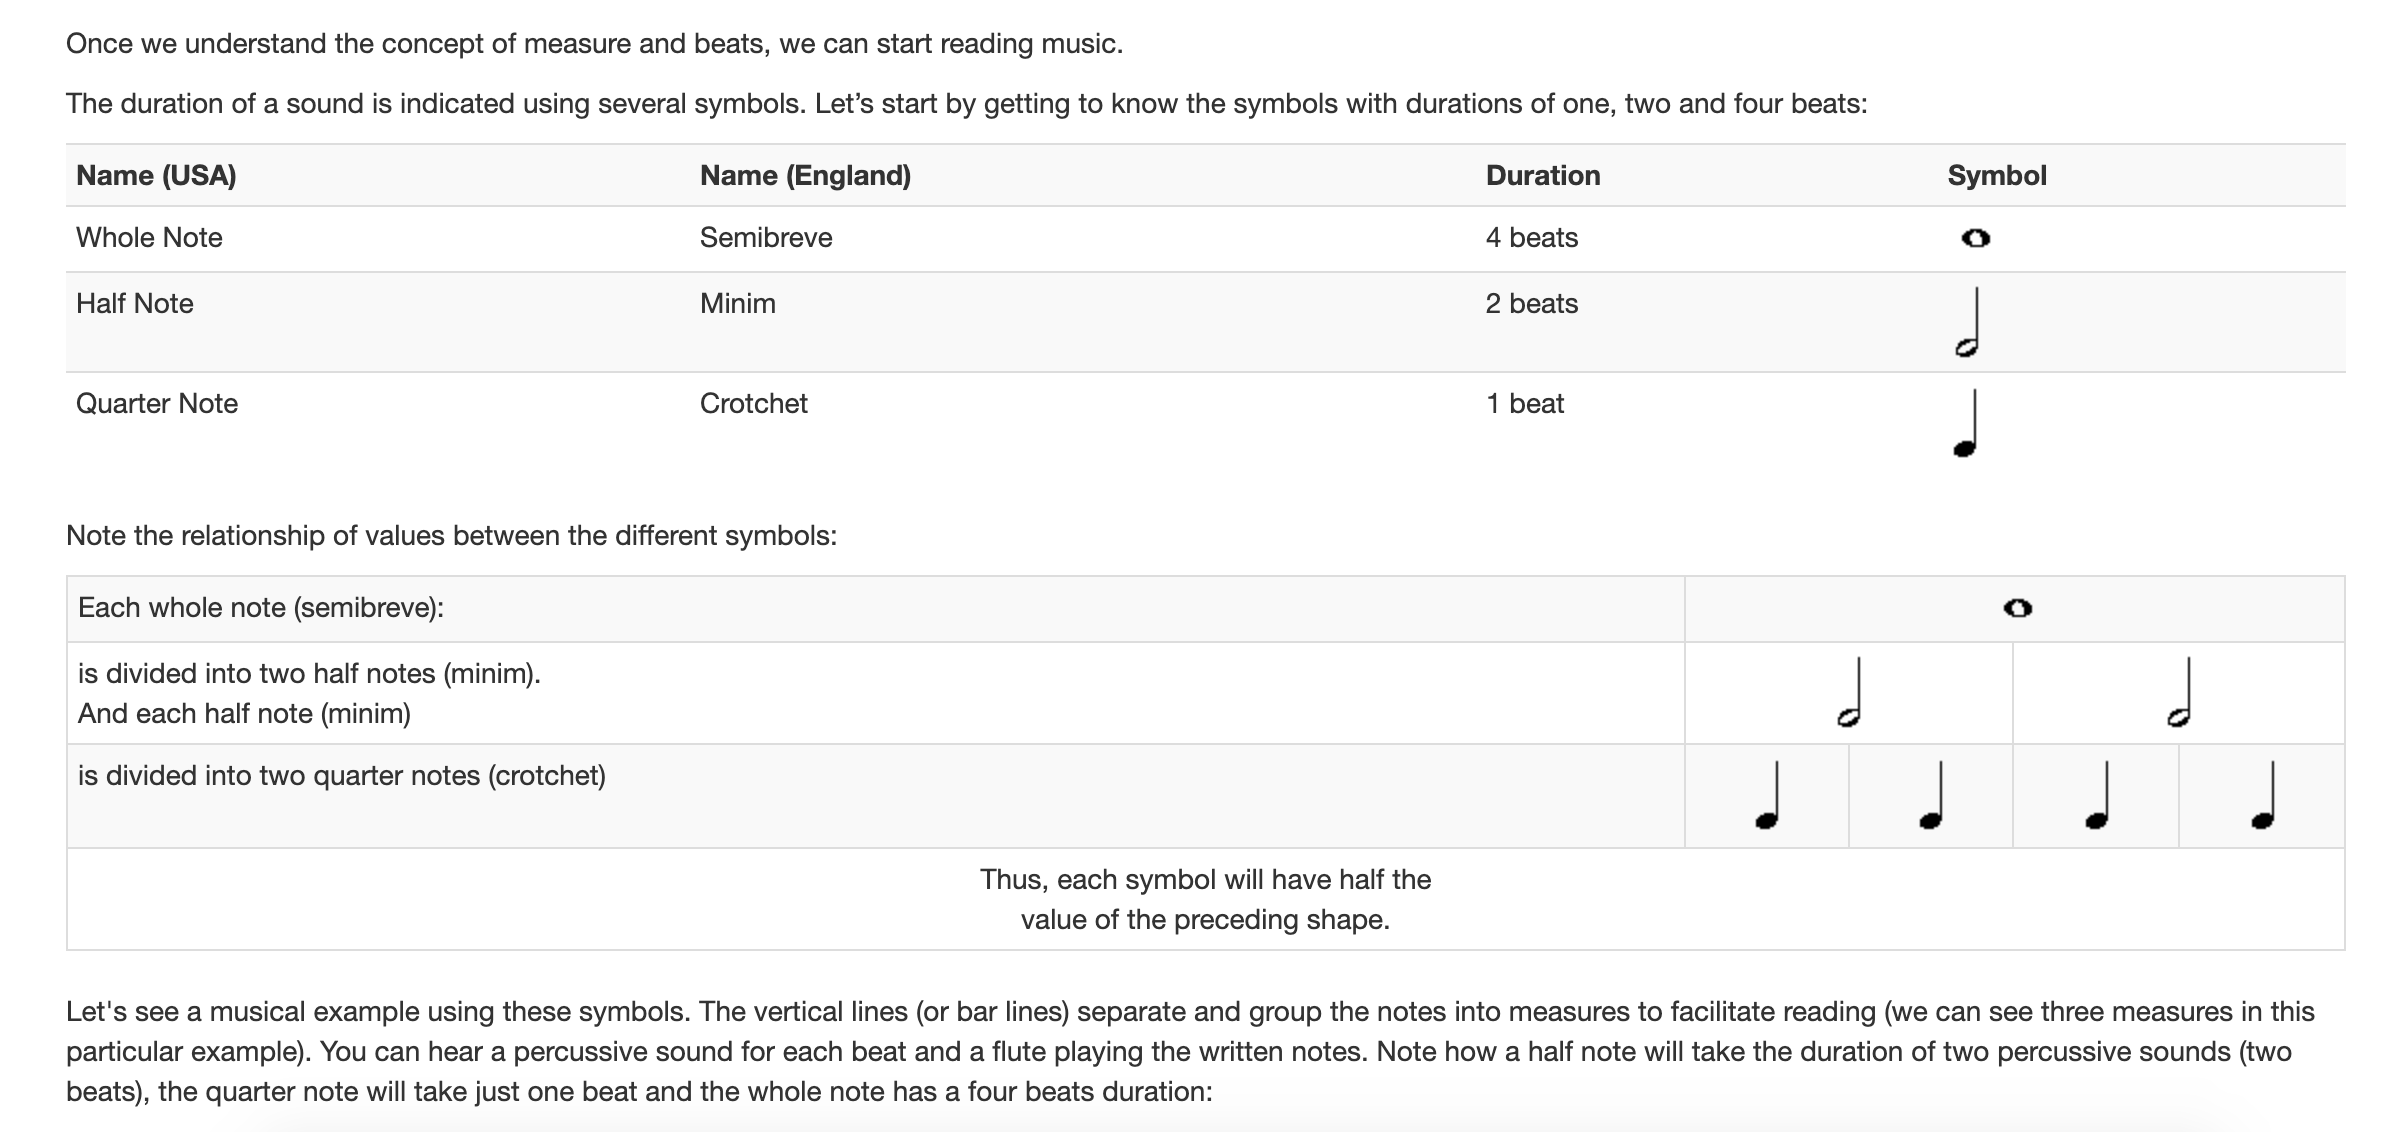 Once we understand the concept of measure and beats, we can start reading music.
The duration of a sound is indicated using several symbols. Let’s start by getting to know the symbols with durations of one, two and four beats:
Name (USA) Name (England) Duration Symbol
Whole Note Semibreve 4 beats
Half Note Minim 2 beats
Quarter Note Crotchet 1 beat
Note the relationship of values between the different symbols:
Each whole note (semibreve):
is divided into two half notes (minim).
And each half note (minim)
is divided into two quarter notes (crotchet)
Thus, each symbol will have half the
value of the preceding shape.
Let's see a musical example using these symbols. The vertical lines (or bar lines) separate and group the notes into measures to facilitate reading (we can see three measures in this
particular example). You can hear a percussive sound for each beat and a flute playing the written notes. Note how a half note will take the duration of two percussive sounds (two
beats), the quarter note will take just one beat and the whole note has a four beats duration: